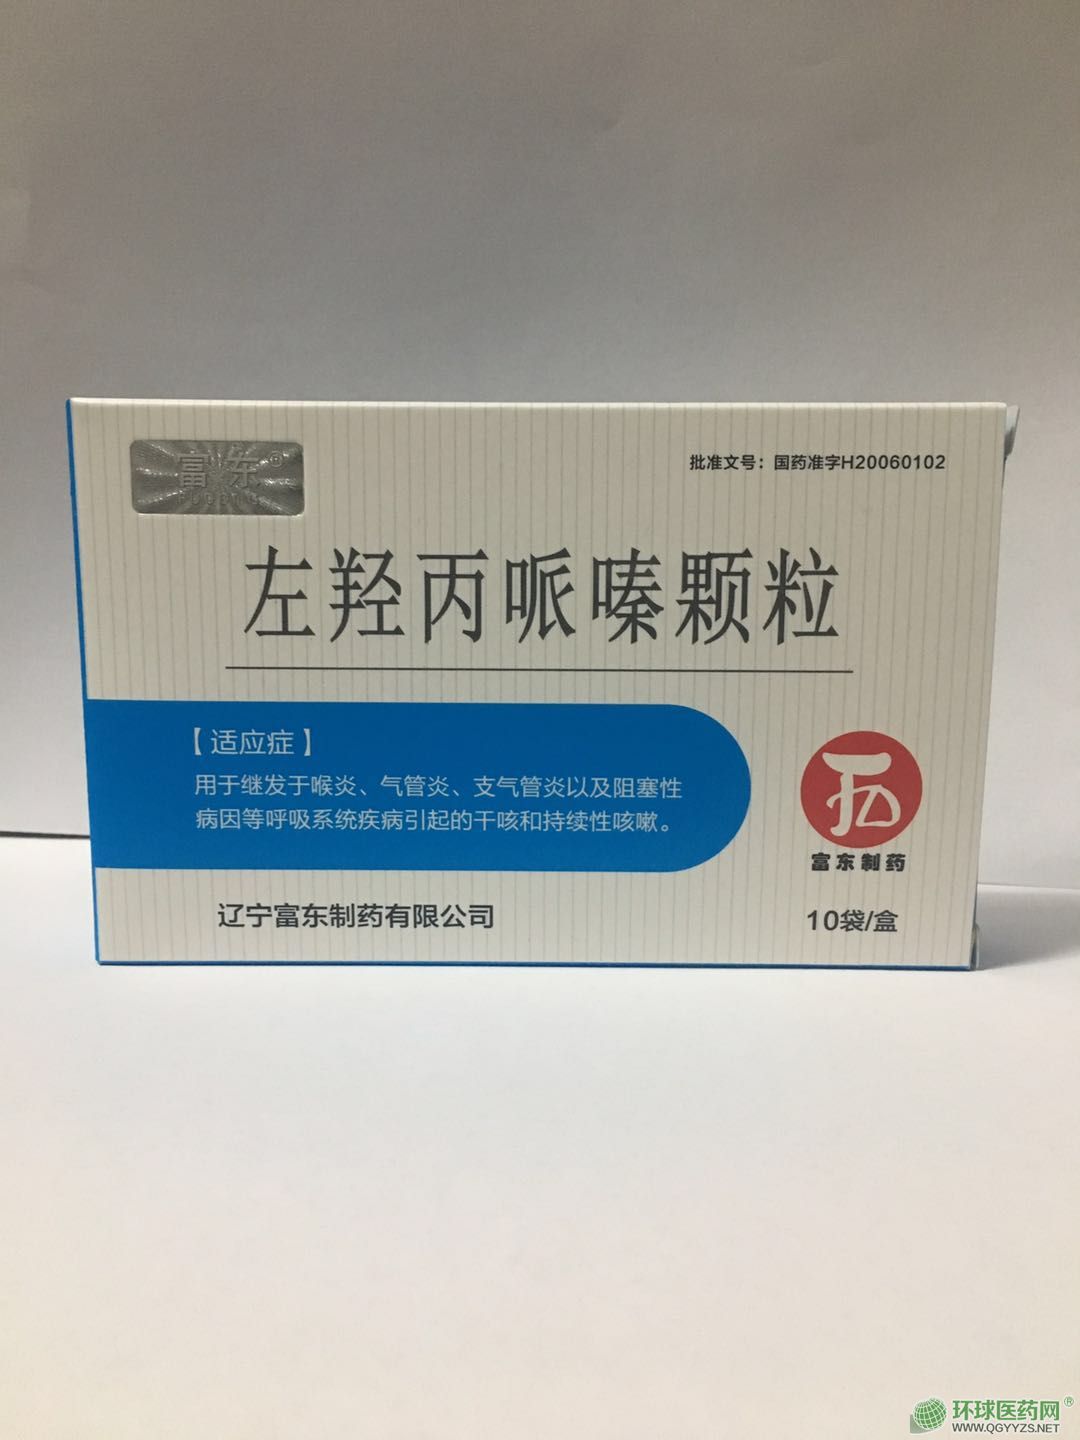 富东®
FUDONG
批准文号：国药准字H20060102
左羟丙哌嗪颗粒
【适应症】
用于继发于喉炎、气管炎、支气管炎以及阻塞性
病因等呼吸系统疾病引起的干咳和持续性咳嗽。
富东制药
辽宁富东制药有限公司
10袋/盒
环球医药网®
WWW.QGYYZS.NET